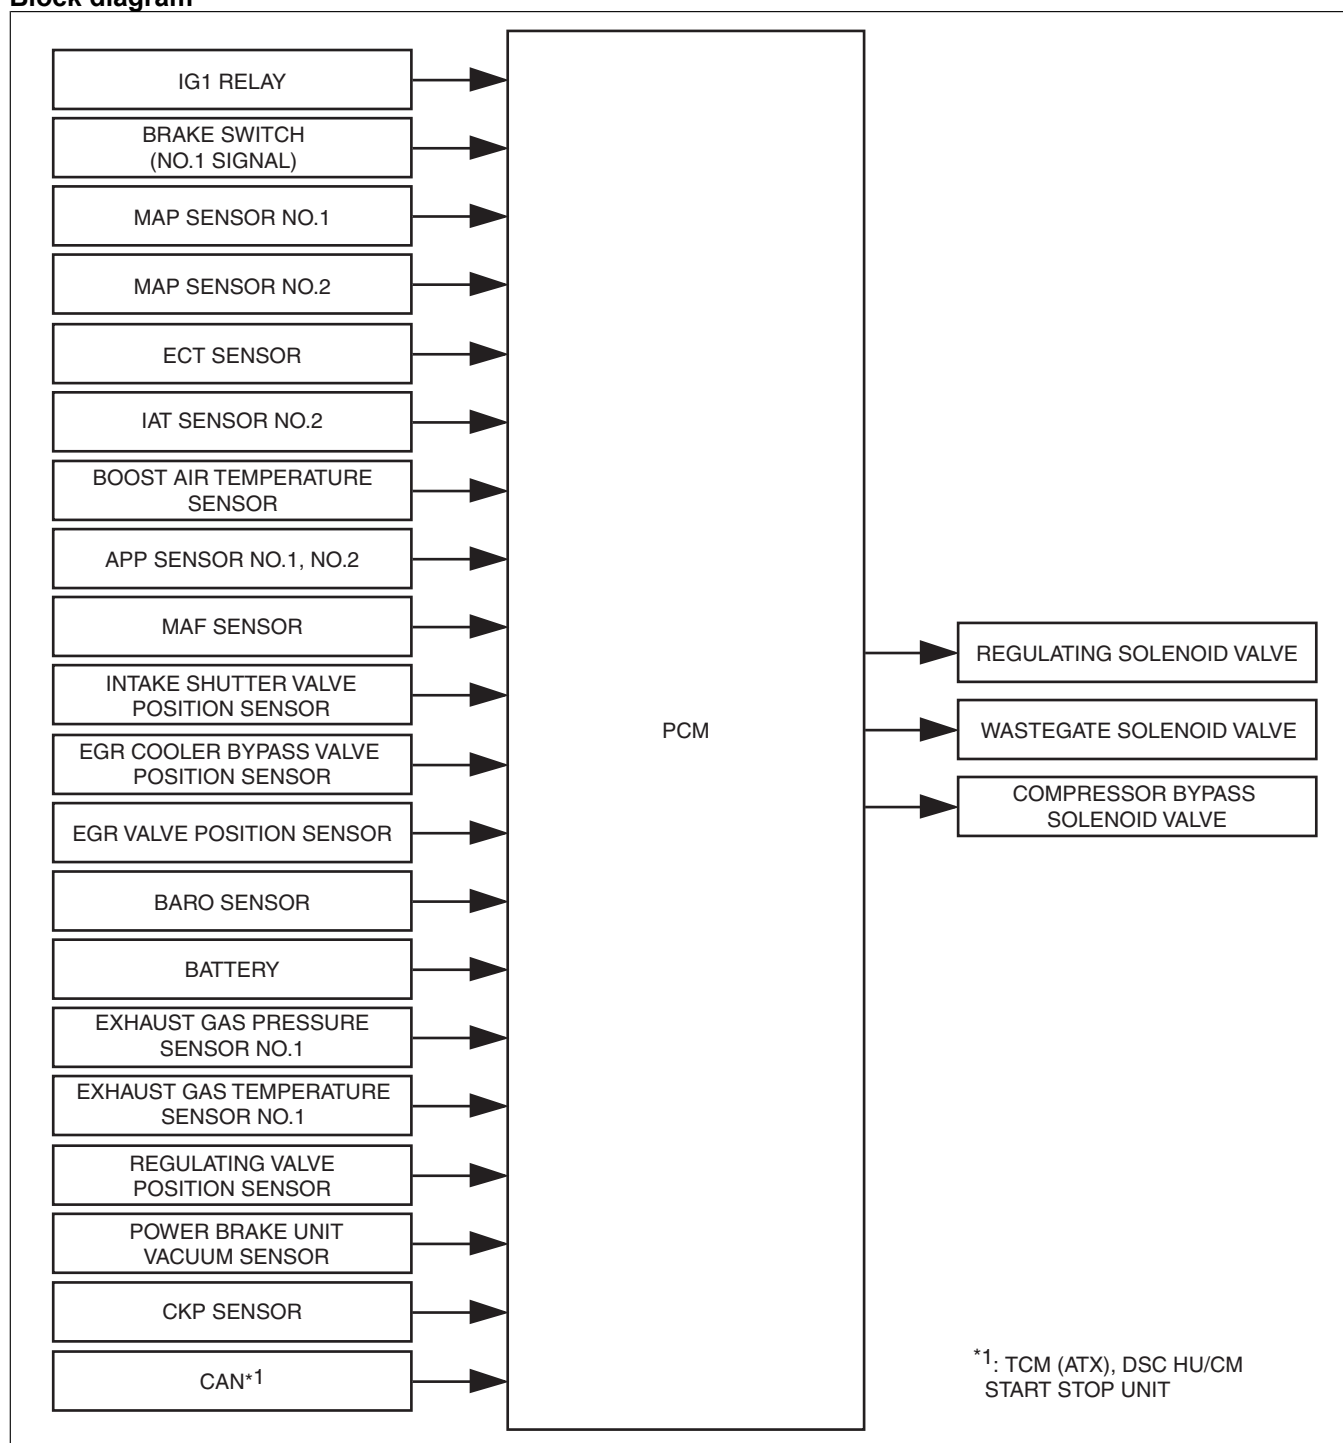 Block diagram
IG1 RELAY
BRAKE SWITCH
(NO.1 SIGNAL)
MAP SENSOR NO.1
MAP SENSOR NO.2
ECT SENSOR
IAT SENSOR NO.2
BOOST AIR TEMPERATURE
SENSOR
APP SENSOR NO.1, NO.2
MAF SENSOR
INTAKE SHUTTER VALVE
POSITION SENSOR
EGR COOLER BYPASS VALVE
POSITION SENSOR
EGR VALVE POSITION SENSOR
BARO SENSOR
BATTERY
EXHAUST GAS PRESSURE
SENSOR NO.1
EXHAUST GAS TEMPERATURE
SENSOR NO.1
REGULATING VALVE
POSITION SENSOR
POWER BRAKE UNIT
VACUUM SENSOR
CKP SENSOR
CAN*1
PCM
REGULATING SOLENOID VALVE
WASTEGATE SOLENOID VALVE
COMPRESSOR BYPASS
SOLENOID VALVE
*1: TCM (ATX), DSC HU/CM
START STOP UNIT